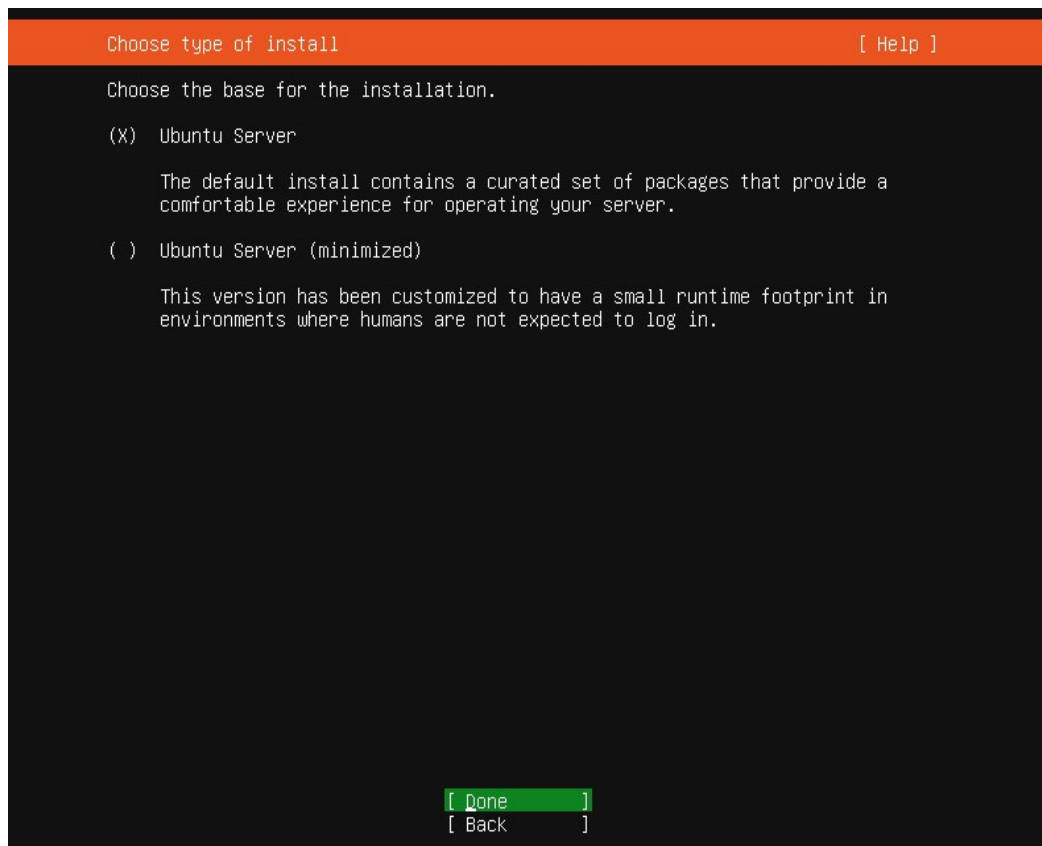 Choose type of install [ Help ]
Choose the base for the installation.
(X) Ubuntu Server
The default install contains a curated set of packages that provide a
comfortable experience for operating your server.
( ) Ubuntu Server (minimized)
This version has been customized to have a small runtime footprint in
environments where humans are not expected to log in.
[ Done ]
[ Back ]